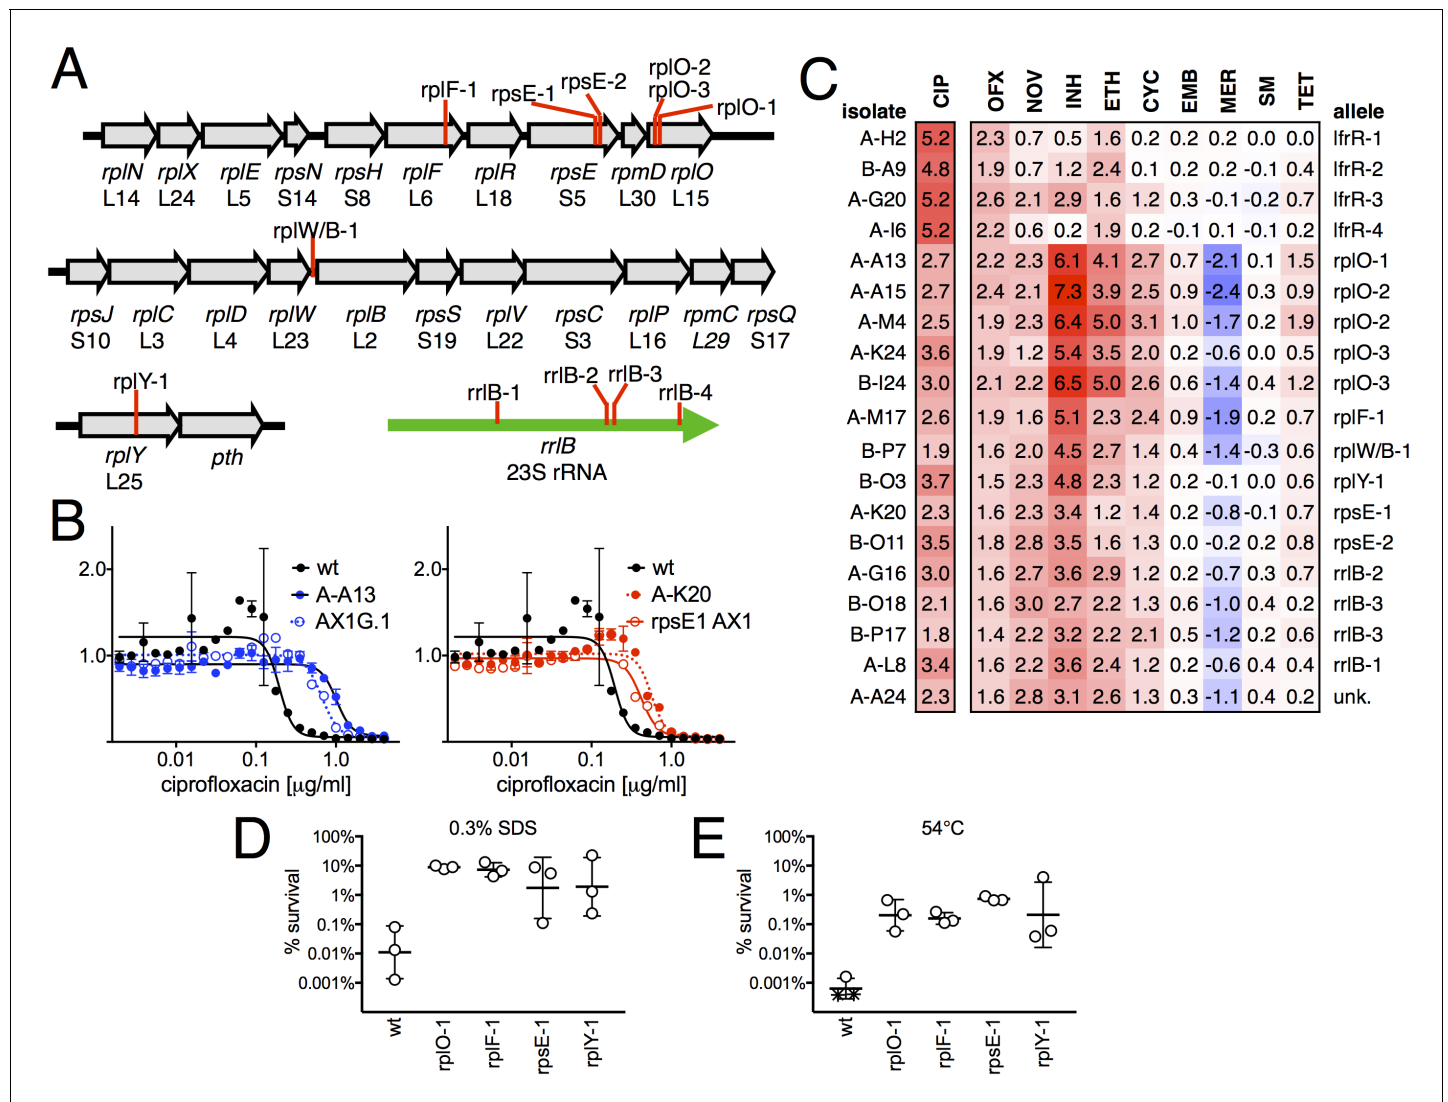 A
rplF-1
rpsE-1
rpsE-2
rplO-2
rplO-3
rplO-1
rplN rplX rplE rpsN rpsH rplF rplR rpsE rpmD rplO
L14 L24 L5 S14 S8 L6 L18 S5 L30 L15
rplW/B-1
rpsJ rplC rplD rplW rplB rpsS rplV rpsC rplP rpmC rpsQ
S10 L3 L4 L23 L2 S19 L22 S3 L16 L29 S17
rplY-1
rplY pth
L25
rrlB-1
rrlB-2
rrlB-3
rrlB-4
rrlB
23S rRNA
B
2.0
1.0
wt
A-A13
AX1G.1
0.01 0.1 1.0
ciprofloxacin [µg/ml]
2.0
1.0
wt
A-K20
rpsE1 AX1
0.01 0.1 1.0
ciprofloxacin [µg/ml]
C
isolate CIP OFX NOV INH ETH CYC EMB MER SM TET allele
A-H2 5.2 2.3 0.7 0.5 1.6 0.2 0.2 0.2 0.0 0.0 lfrR-1
B-A9 4.8 1.9 0.7 1.2 2.4 0.1 0.2 0.2 -0.1 0.4 lfrR-2
A-G20 5.2 2.6 2.1 2.9 1.6 1.2 0.3 -0.1 -0.2 0.7 lfrR-3
A-I6 5.2 2.2 0.6 0.2 1.9 0.2 -0.1 0.1 -0.1 0.2 lfrR-4
A-A13 2.7 2.2 2.3 6.1 4.1 2.7 0.7 -2.1 0.1 1.5 rplO-1
A-A15 2.7 2.4 2.1 7.3 3.9 2.5 0.9 -2.4 0.3 0.9 rplO-2
A-M4 2.5 1.9 2.3 6.4 5.0 3.1 1.0 -1.7 0.2 1.9 rplO-2
A-K24 3.6 1.9 1.2 5.4 3.5 2.0 0.2 -0.6 0.0 0.5 rplO-3
B-I24 3.0 2.1 2.2 6.5 5.0 2.6 0.6 -1.4 0.4 1.2 rplO-3
A-M17 2.6 1.9 1.6 5.1 2.3 2.4 0.9 -1.9 0.2 0.7 rplF-1
B-P7 1.9 1.6 2.0 4.5 2.7 1.4 0.4 -1.4 -0.3 0.6 rplW/B-1
B-O3 3.7 1.5 2.3 4.8 2.3 1.2 0.2 -0.1 0.0 0.6 rplY-1
A-K20 2.3 1.6 2.3 3.4 1.2 1.4 0.2 -0.8 -0.1 0.7 rpsE-1
B-O11 3.5 1.8 2.8 3.5 1.6 1.3 0.0 -0.2 0.2 0.8 rpsE-2
A-G16 3.0 1.6 2.7 3.6 2.9 1.2 0.2 -0.7 0.3 0.7 rrlB-2
B-O18 2.1 1.6 3.0 2.7 2.2 1.3 0.6 -1.0 0.4 0.2 rrlB-3
B-P17 1.8 1.4 2.2 3.2 2.2 2.1 0.5 -1.2 0.2 0.6 rrlB-3
A-L8 3.4 1.6 2.2 3.6 2.4 1.2 0.2 -0.6 0.4 0.4 rrlB-1
A-A24 2.3 1.6 2.8 3.1 2.6 1.3 0.3 -1.1 0.4 0.2 unk.
D
0.3% SDS
% survival
100%
10%
1%
0.1%
0.01%
0.001%
wt rplO-1 rplF-1 rpsE-1 rplY-1
E
54°C
% survival
100%
10%
1%
0.1%
0.01%
0.001%
wt rplO-1 rplF-1 rpsE-1 rplY-1